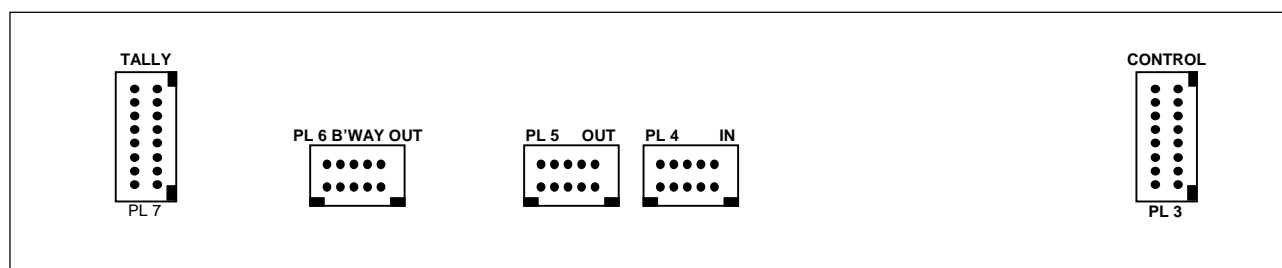 TALLY
PL 7
PL 6 B'WAY OUT
PL 5 OUT
PL 4 IN
CONTROL
PL 3